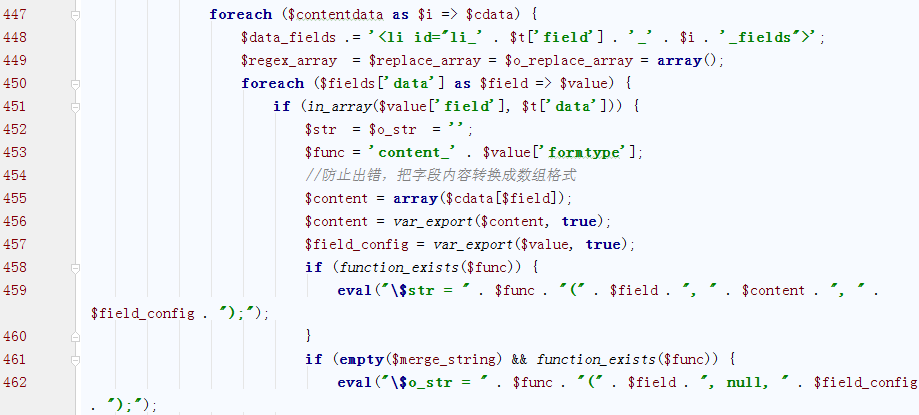 447 foreach ($contentdata as $i => $cdata) {
448 $data_fields .= '<li id="li_' . $t['field'] . '_' . $i . '_fields">';
449 $regex_array  = $replace_array = $o_replace_array = array();
450 foreach ($fields['data'] as $field => $value) {
451 if (in_array($value['field'], $t['data'])) {
452 $str  = $o_str  = '';
453 $func = 'content_' . $value['formtype'];
454 //防止出错，把字段内容转换成数组格式
455 $content = array($cdata[$field]);
456 $content = var_export($content, true);
457 $field_config = var_export($value, true);
458 if (function_exists($func)) {
459 eval("\$str = " . $func . "(" . $field . ", " . $content . ", " .
$field_config . ");");
460 }
461 if (empty($merge_string) && function_exists($func)) {
462 eval("\$o_str = " . $func . "(" . $field . ", null, " . $field_config
. ");");